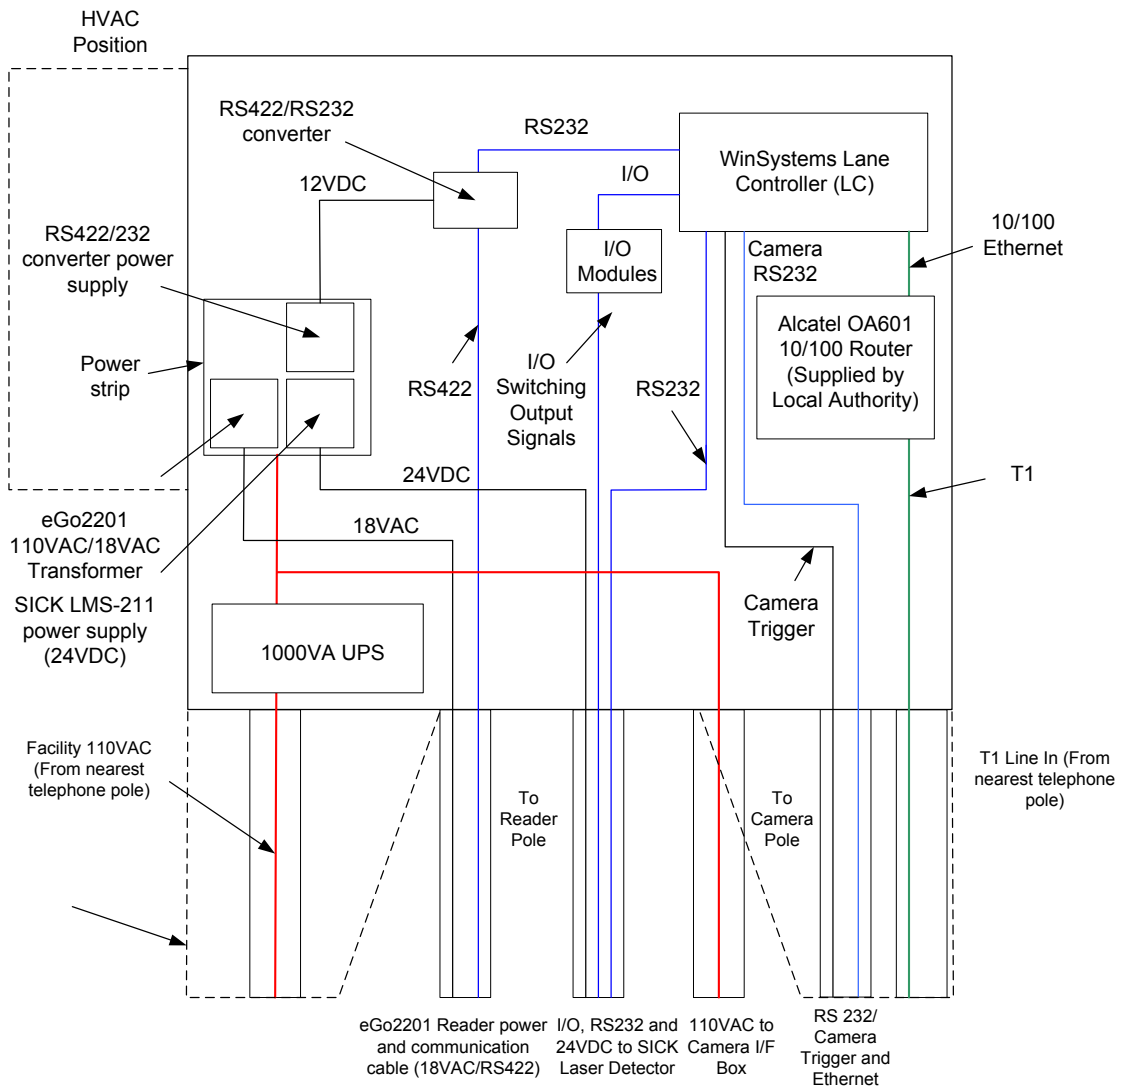 HVAC
Position
RS422/RS232
converter
RS232
WinSystems Lane
Controller (LC)
I/O
12VDC
RS422/232
converter power
supply
I/O
Modules
Camera
RS232
10/100
Ethernet
Alcatel OA601
10/100 Router
(Supplied by
Local Authority)
Power
strip
RS422
I/O
Switching
Output
Signals
RS232
24VDC
T1
18VAC
eGo2201
110VAC/18VAC
Transformer
SICK LMS-211
power supply
(24VDC)
Camera
Trigger
1000VA UPS
Facility 110VAC
(From nearest
telephone pole)
T1 Line In (From
nearest telephone
pole)
To
Reader
Pole
To
Camera
Pole
eGo2201 Reader power
and communication
cable (18VAC/RS422)
I/O, RS232 and
24VDC to SICK
Laser Detector
110VAC to
Camera I/F
Box
RS 232/
Camera
Trigger and
Ethernet